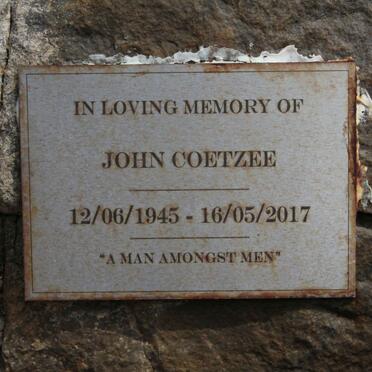 IN LOVING MEMORY OF
JOHN COETZEE
12/06/1945 - 16/05/2017
"A MAN AMONGST MEN"